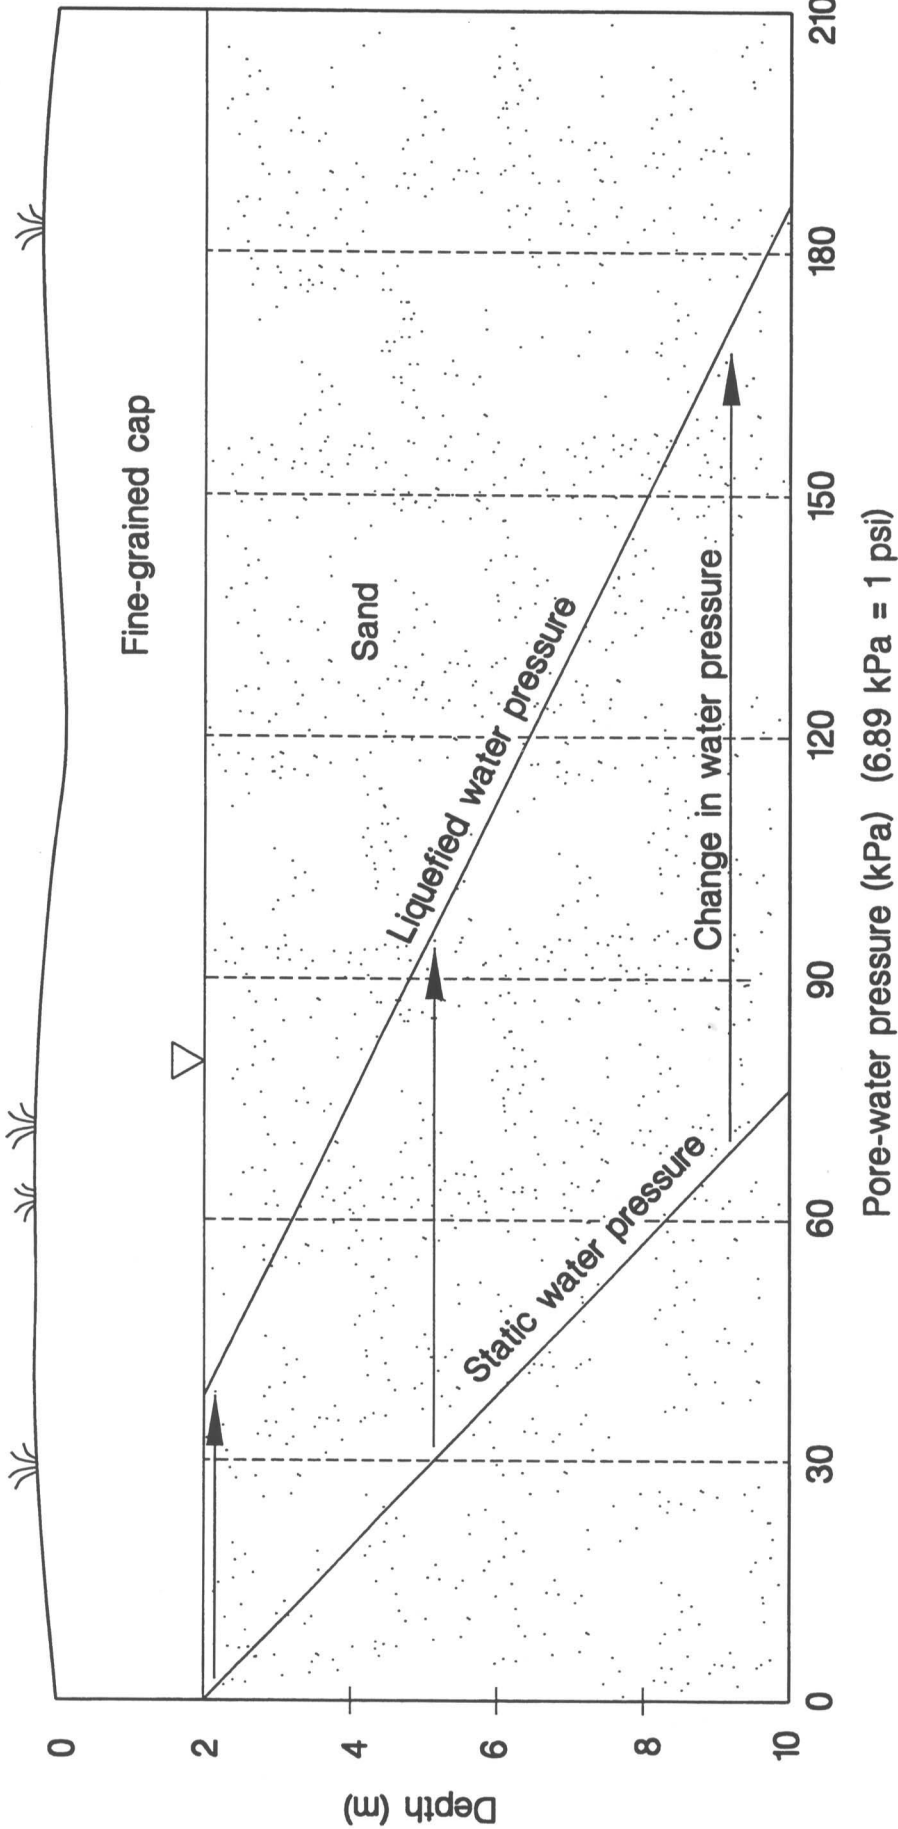 Fine-grained cap
Sand
Liquefied water pressure
Static water pressure
Change in water pressure
Depth (m)
0
2
4
6
8
10
0 30 60 90 120 150 180 210
Pore-water pressure (kPa) (6.89 kPa = 1 psi)